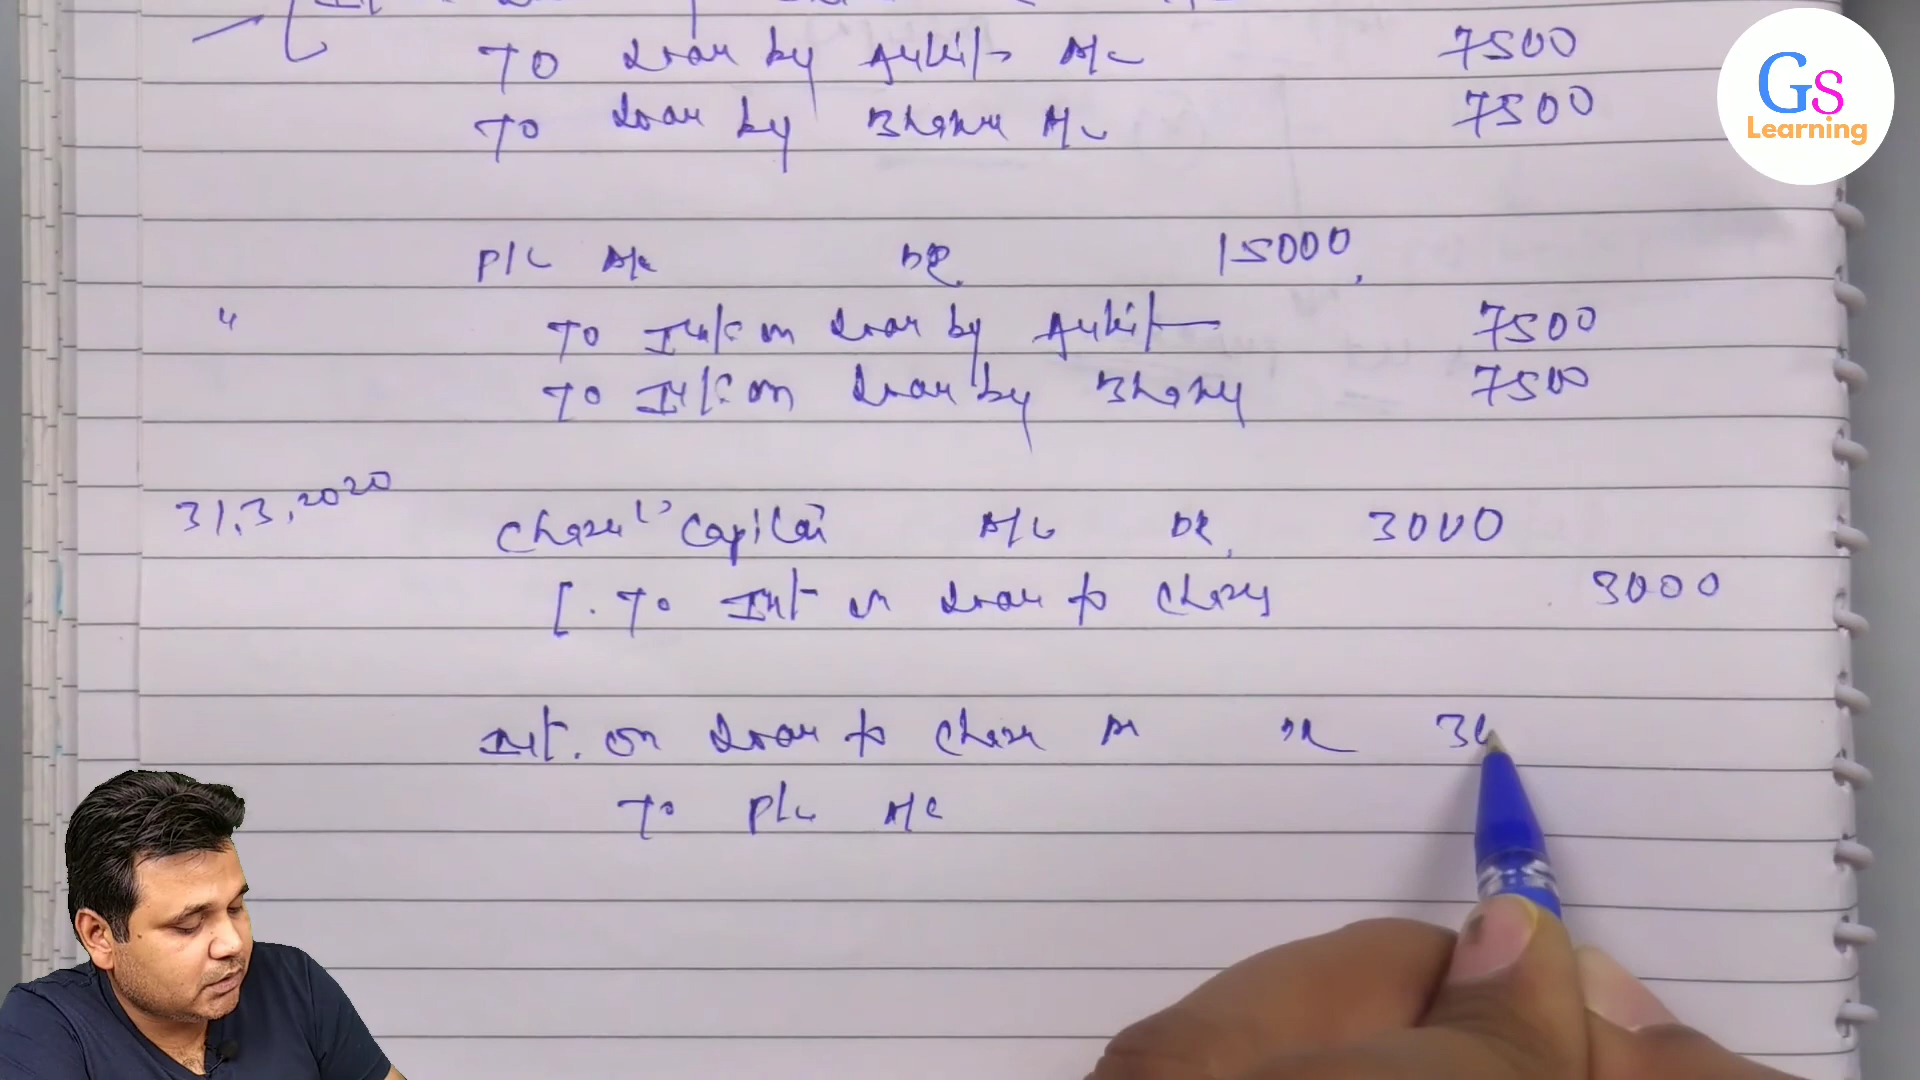 TO Loan by Ankit A/c 7500
TO Loan by Bhanu A/c 7500
P/L A/c DR. 15000
" To Int. on Loan by Ankit 7500
To Int. on Loan by Bhanu 7500
31.3.2020 Charu's Capital A/c DR. 3000
[. To Int on Loan to Charu 3000
Int. on Loan to Charu A/c DR 30
To P/L A/c
Gs
Learning